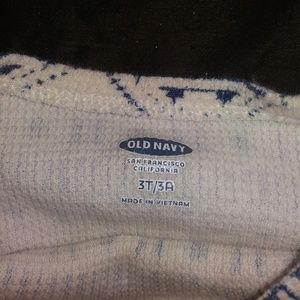 OLD NAVY
SAN FRANCISCO
CALIFORNIA
3T/3A
MADE IN VIETNAM